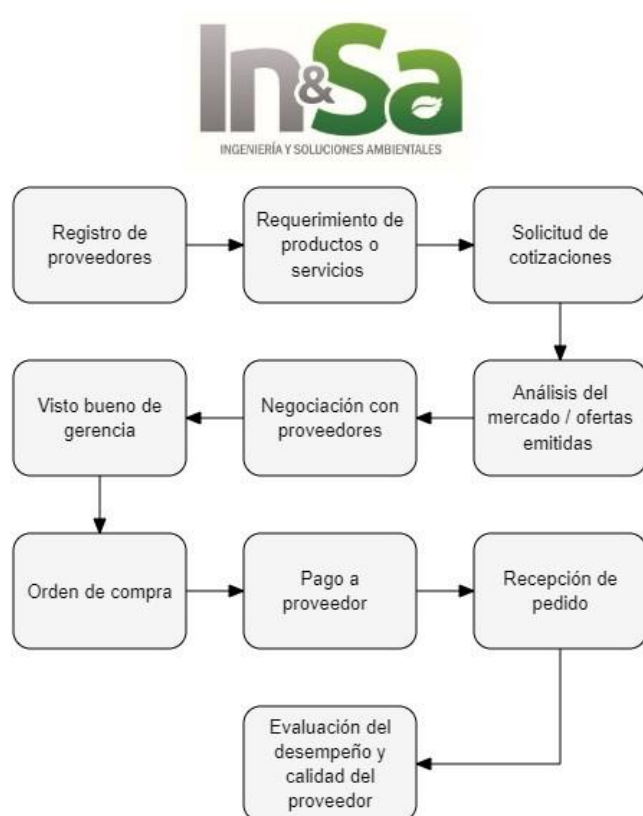 In&Sa
INGENIERÍA Y SOLUCIONES AMBIENTALES
Registro de
proveedores
Requerimiento de
productos o
servicios
Solicitud de
cotizaciones
Análisis del
mercado / ofertas
emitidas
Negociación con
proveedores
Visto bueno de
gerencia
Orden de compra
Pago a
proveedor
Recepción de
pedido
Evaluación del
desempeño y
calidad del
proveedor